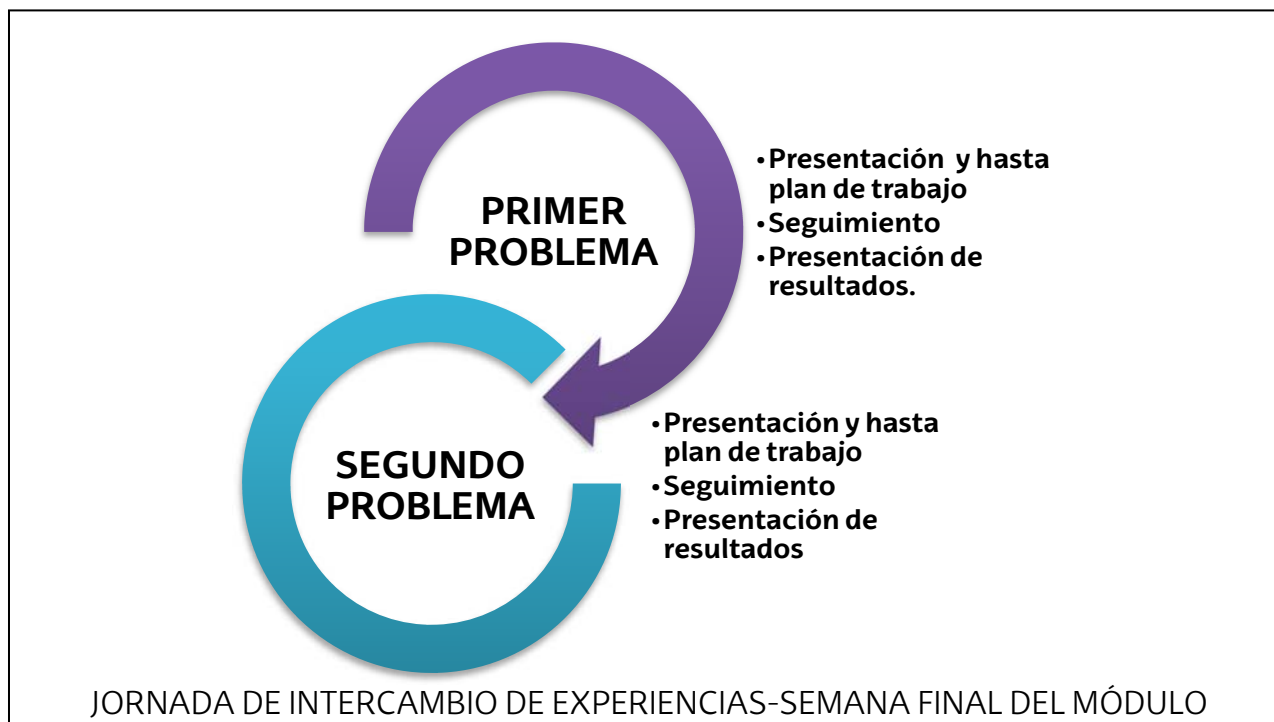 PRIMER
PROBLEMA
•Presentación y hasta
plan de trabajo
•Seguimiento
•Presentación de
resultados.
SEGUNDO
PROBLEMA
•Presentación y hasta
plan de trabajo
•Seguimiento
•Presentación de
resultados
JORNADA DE INTERCAMBIO DE EXPERIENCIAS-SEMANA FINAL DEL MÓDULO